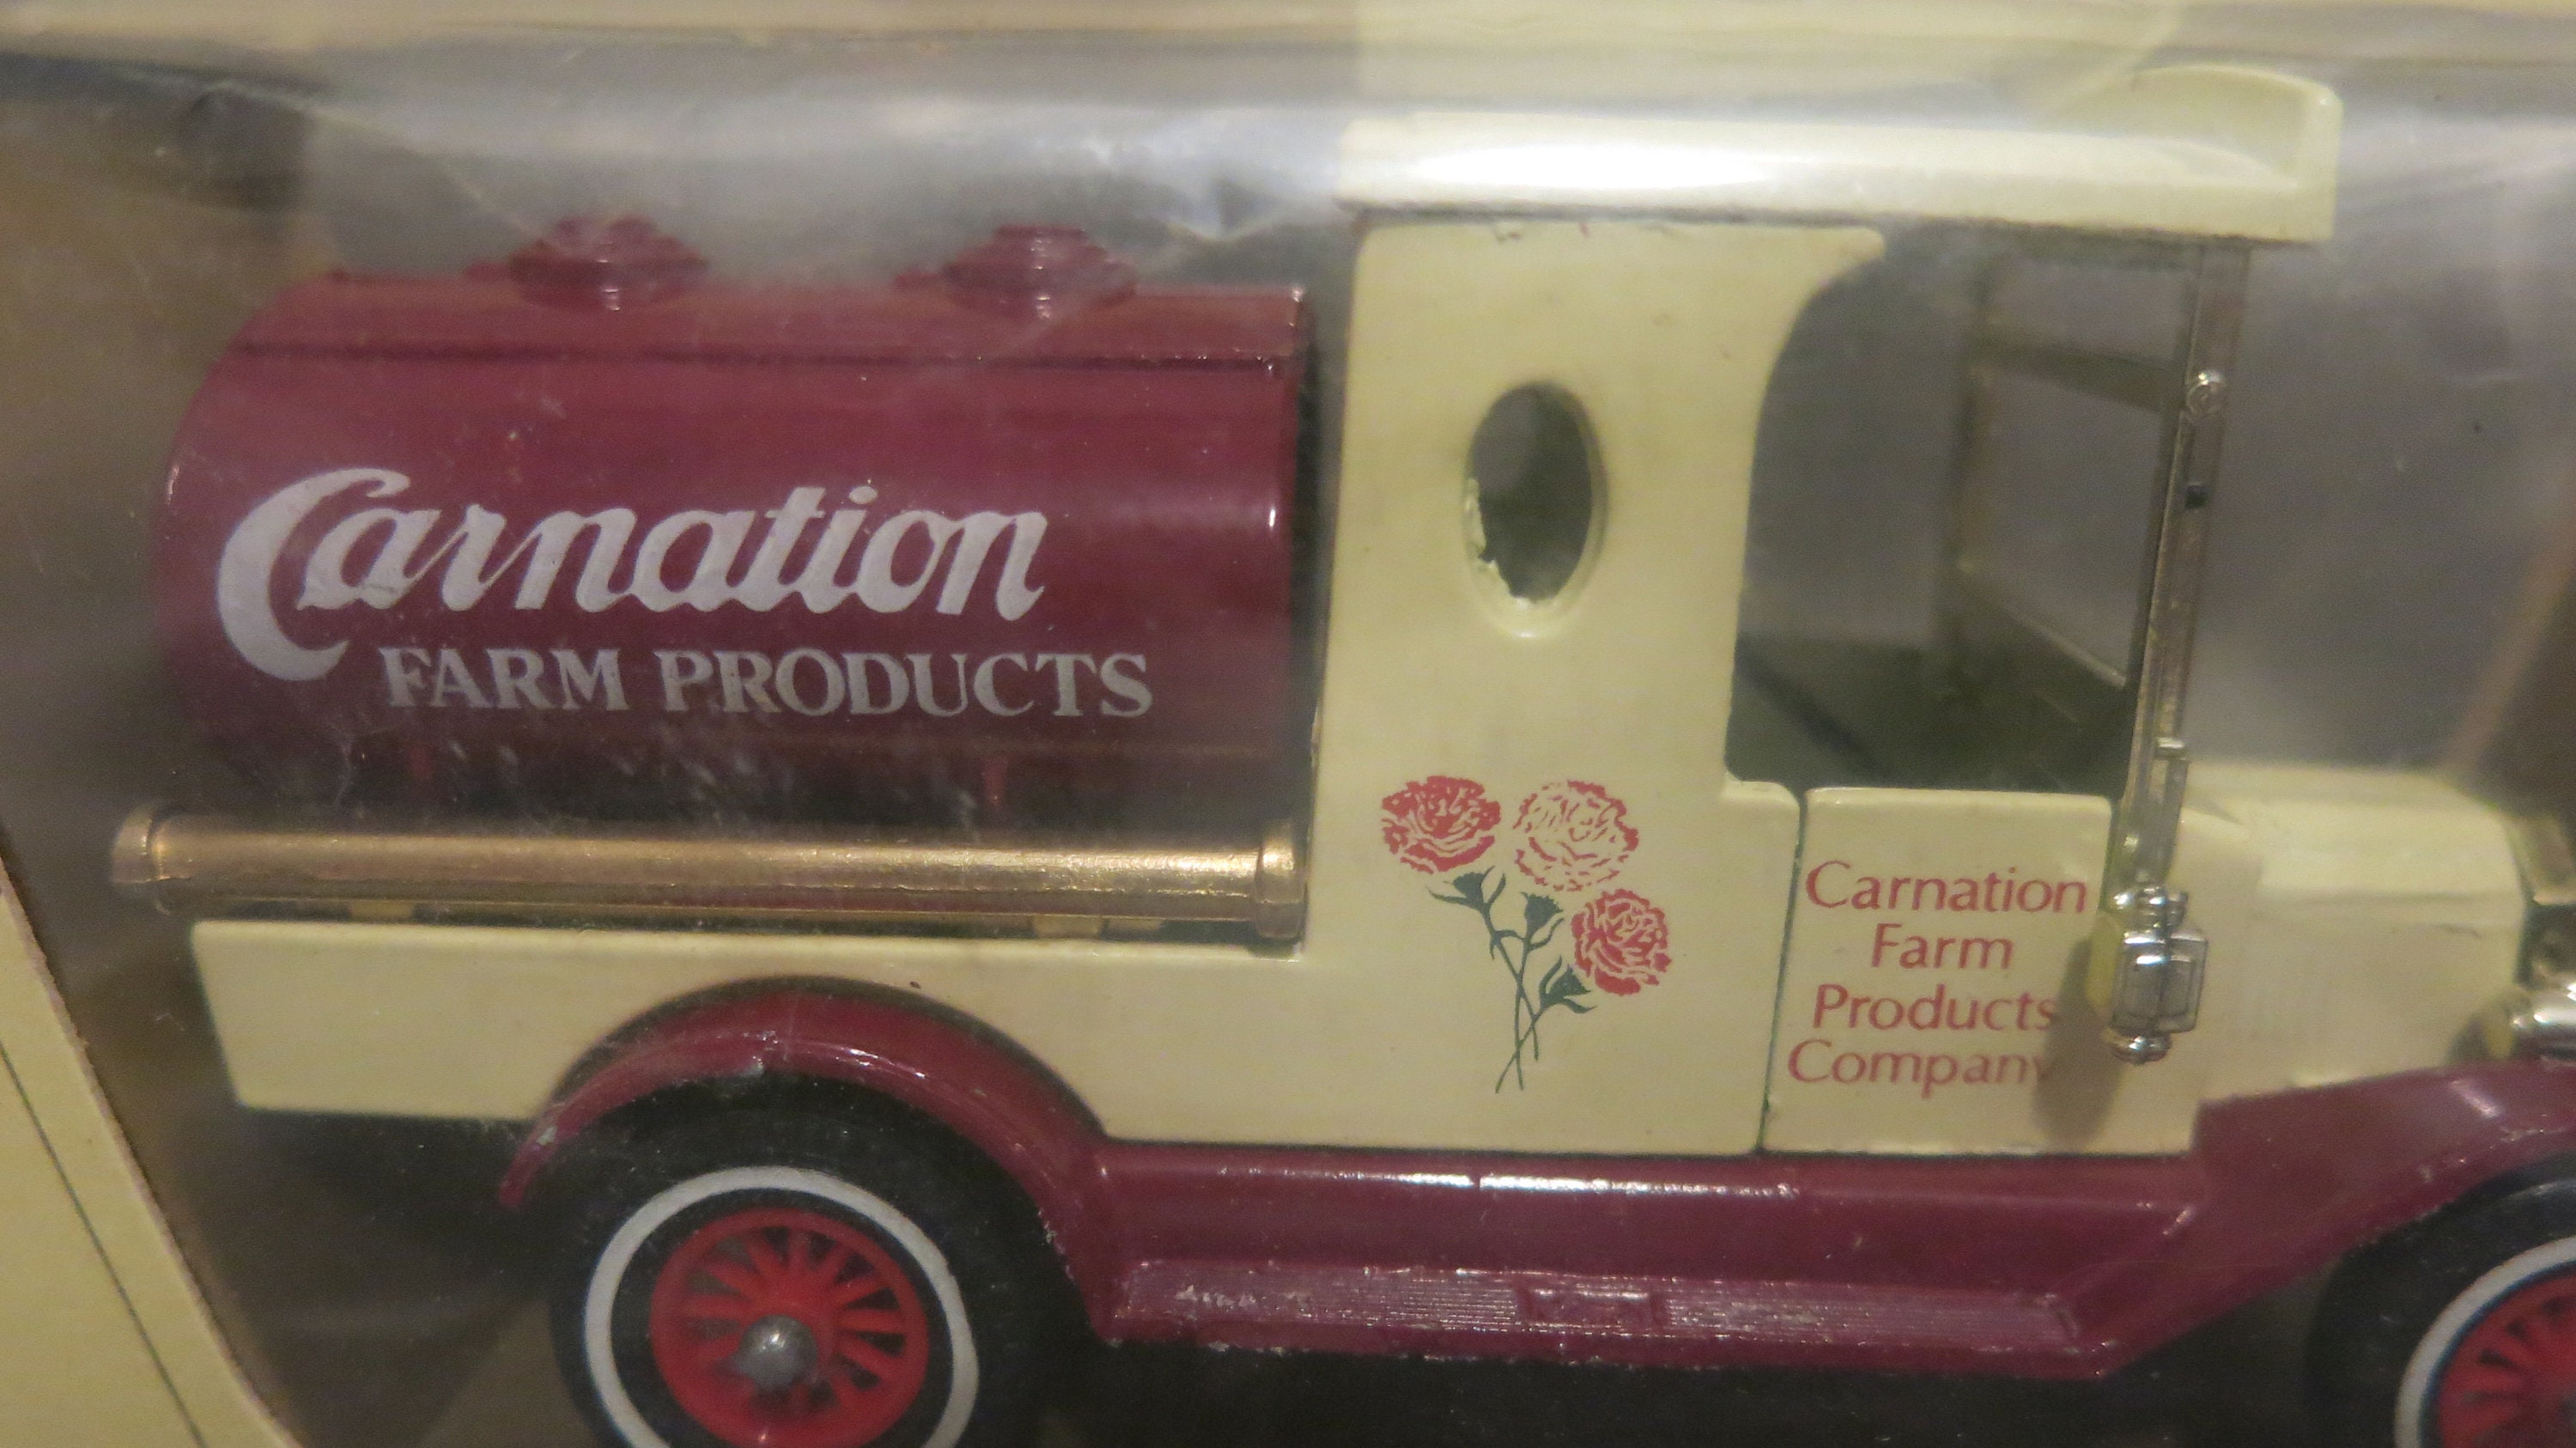 Carnation
FARM PRODUCTS
Carnation
Farm
Products
Company